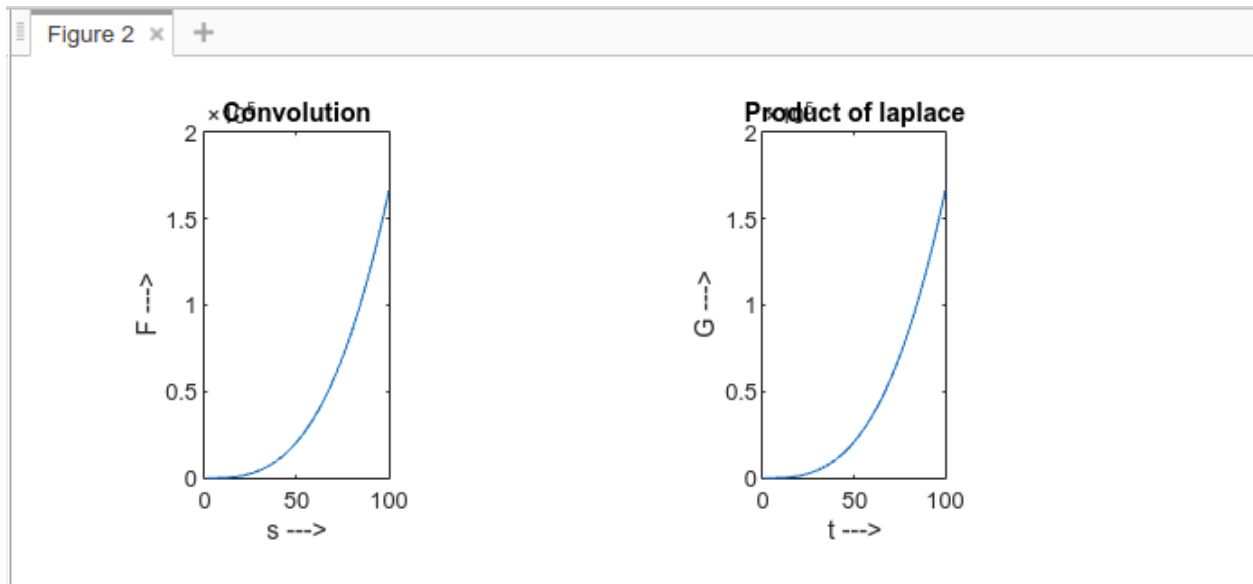 Figure 2 × +
Convolution
2
1.5
1
0.5
0
0 50 100
F --->
s --->
Product of laplace
2
1.5
1
0.5
0
0 50 100
G --->
t --->